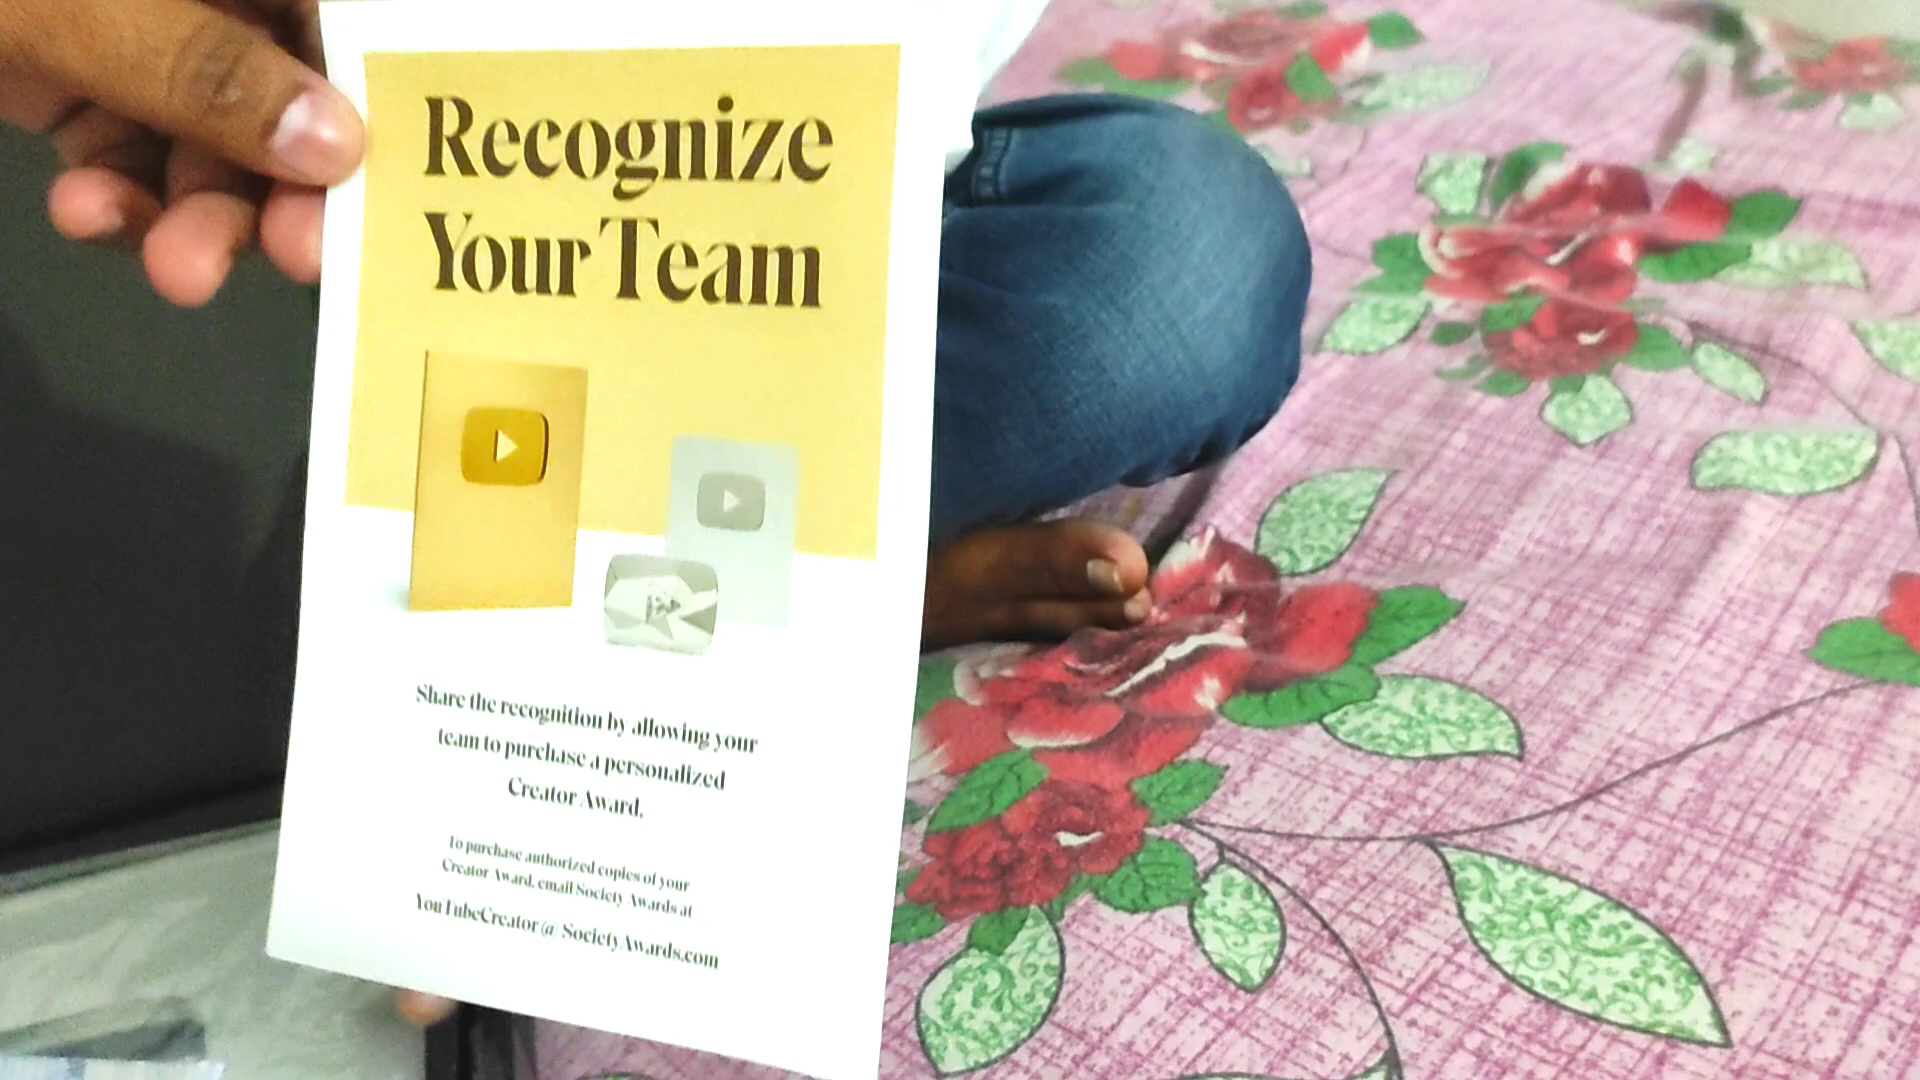 Recognize
Your Team
Share the recognition by allowing your
team to purchase a personalized
Creator Award.
To purchase authorized copies of your
Creator Award, email Society Awards at
YouTubeCreator@SocietyAwards.com